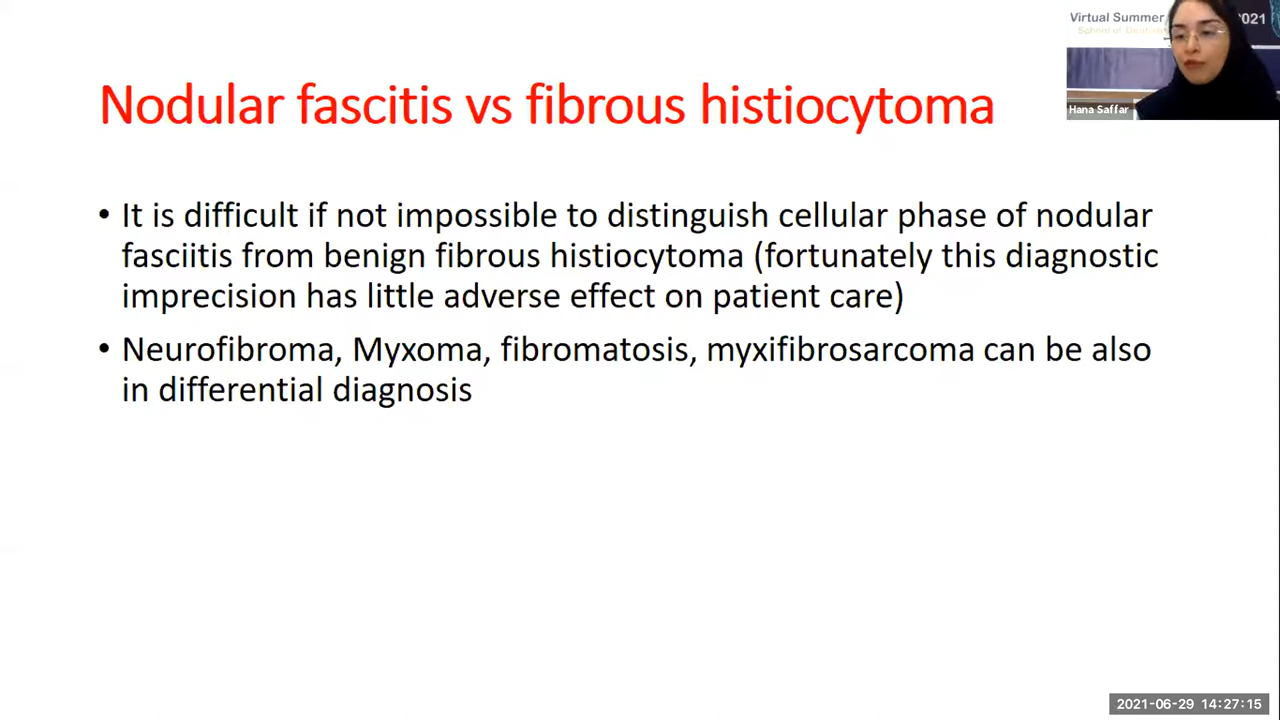 Virtual Summer
2021
Hana Saffar
Nodular fascitis vs fibrous histiocytoma
• It is difficult if not impossible to distinguish cellular phase of nodular
fasciitis from benign fibrous histiocytoma (fortunately this diagnostic
imprecision has little adverse effect on patient care)
• Neurofibroma, Myxoma, fibromatosis, myxifibrosarcoma can be also
in differential diagnosis
2021-06-29 14:27:15